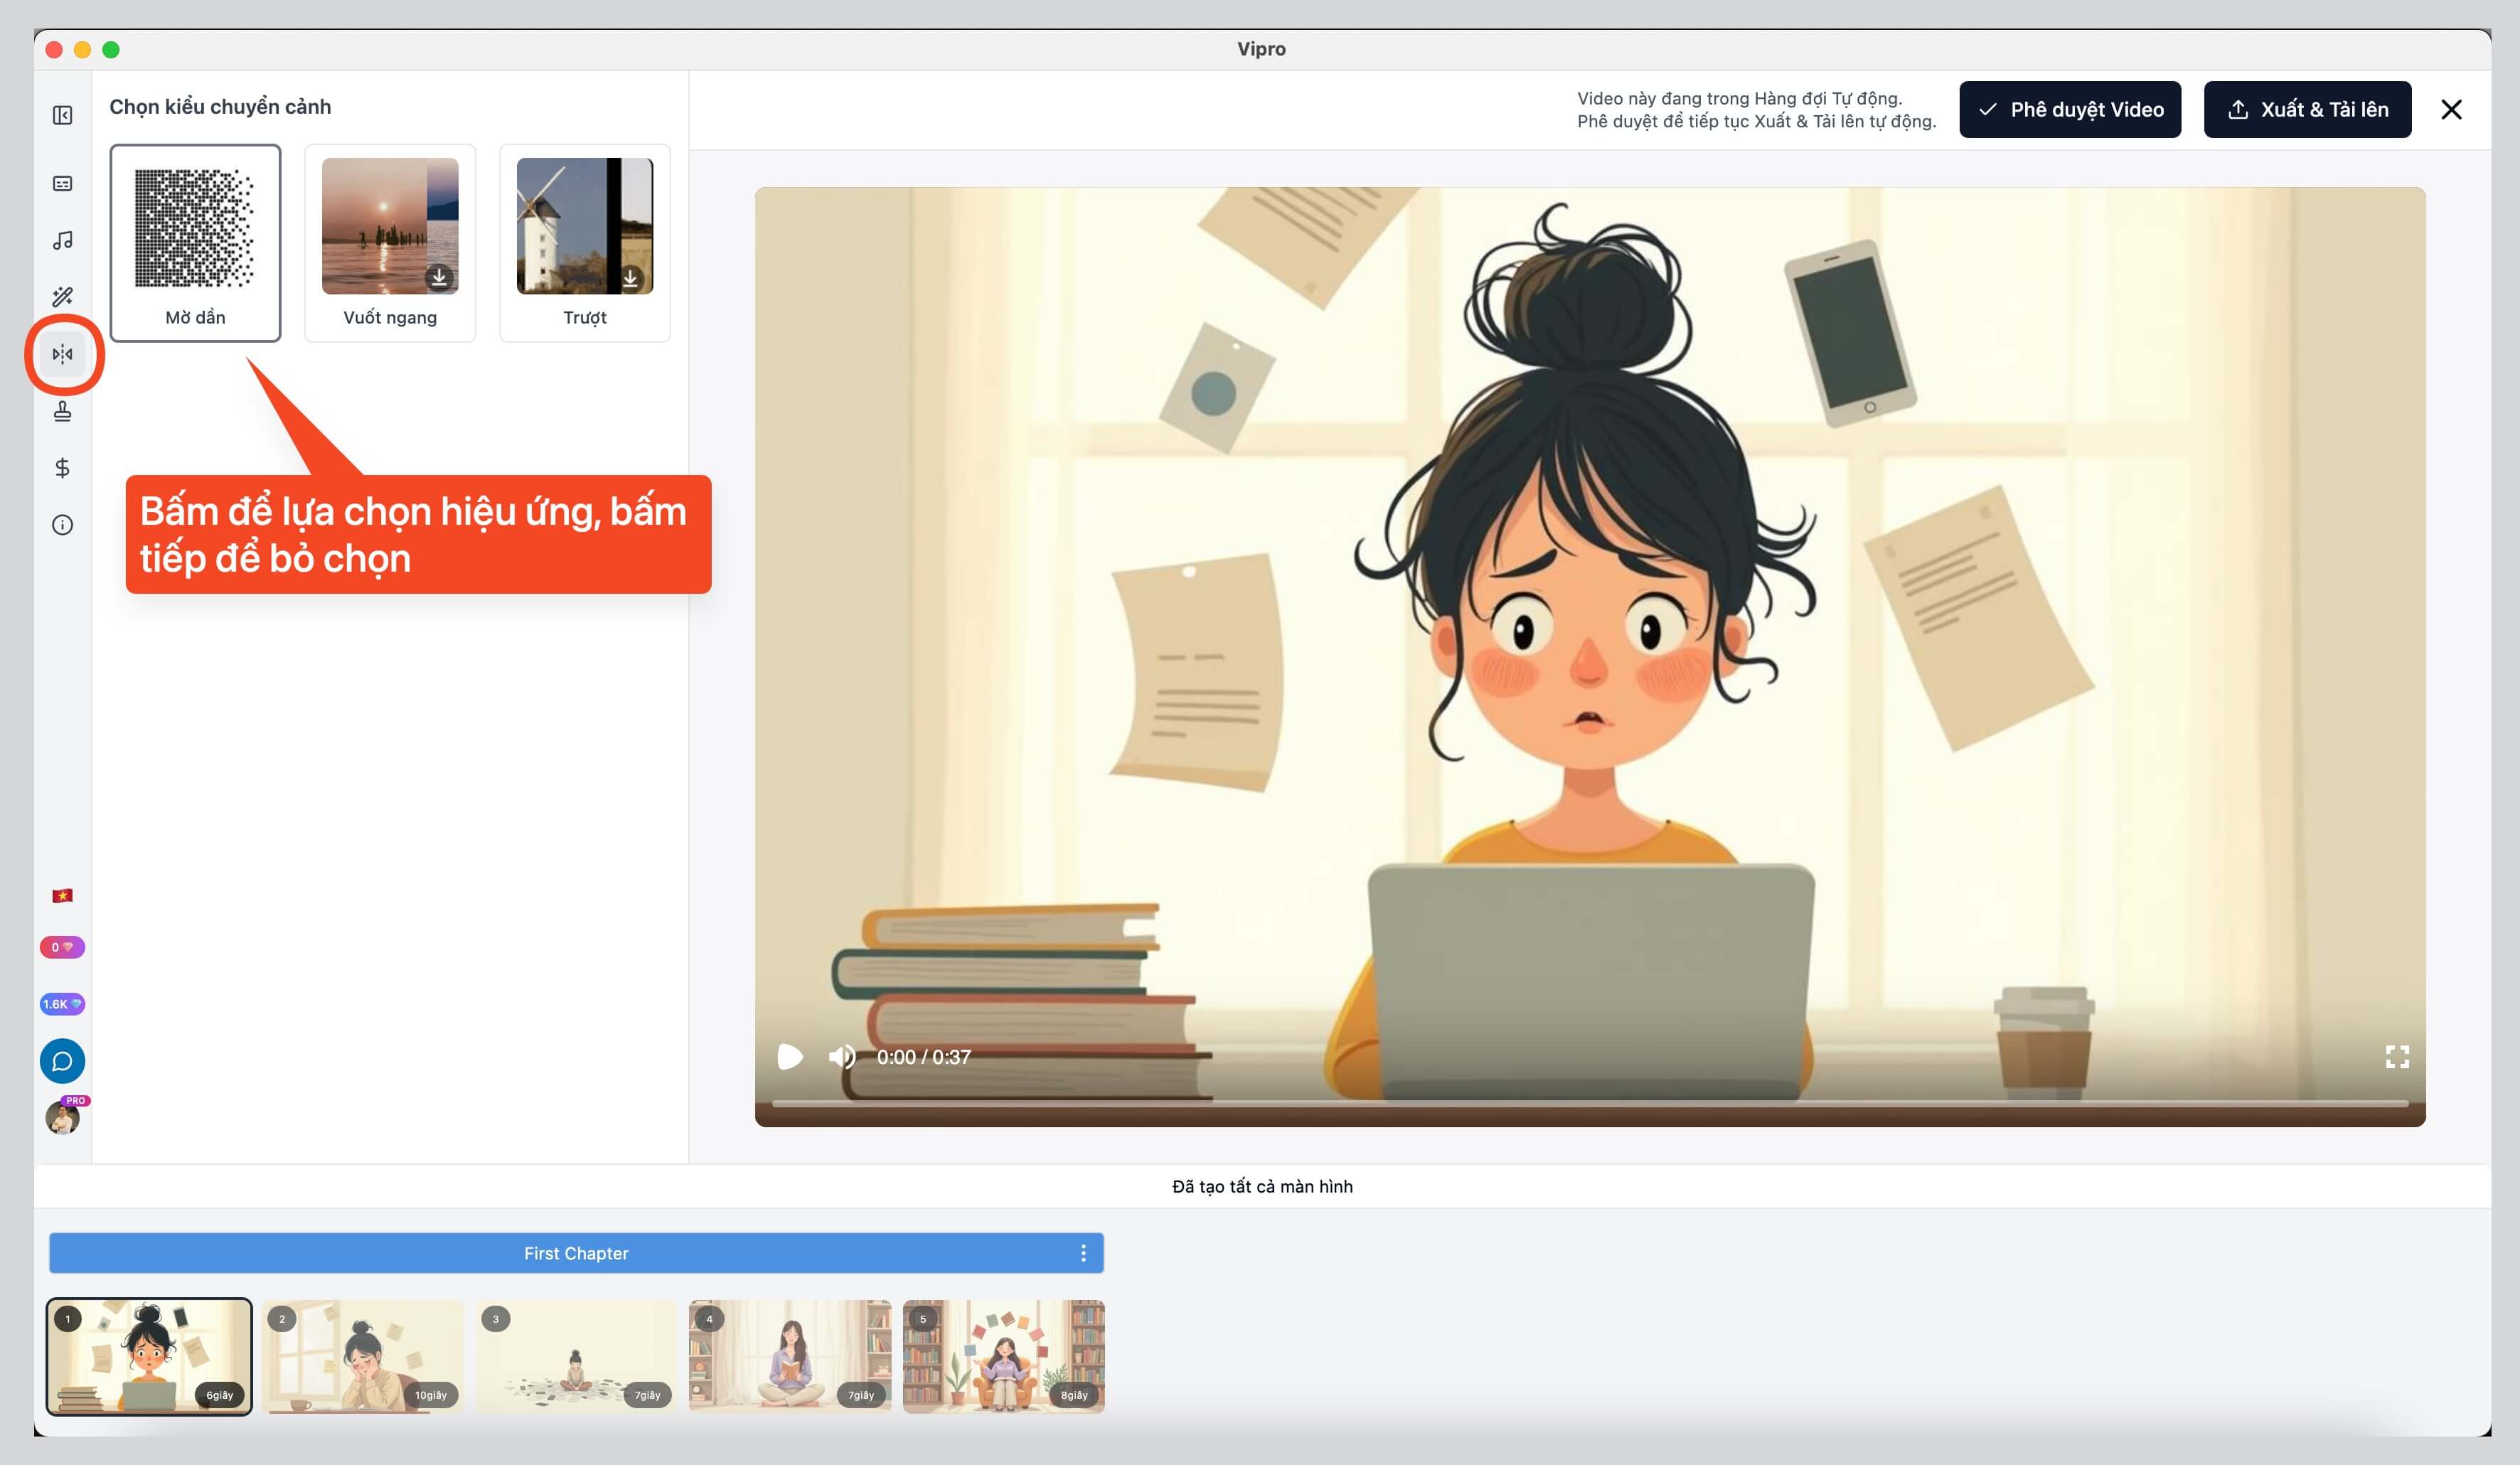 Vipro
Chọn kiểu chuyển cảnh
Video này đang trong Hàng đợi Tự động.
Phê duyệt để tiếp tục Xuất & Tải lên tự động.
Phê duyệt Video
Xuất & Tải lên
Mờ dần
Vuốt ngang
Trượt
Bấm để lựa chọn hiệu ứng, bấm
tiếp để bỏ chọn
0
1.6K
PRO
0:00 / 0:37
Đã tạo tất cả màn hình
First Chapter
1
6giây
2
10giây
3
7giây
4
7giây
5
8giây